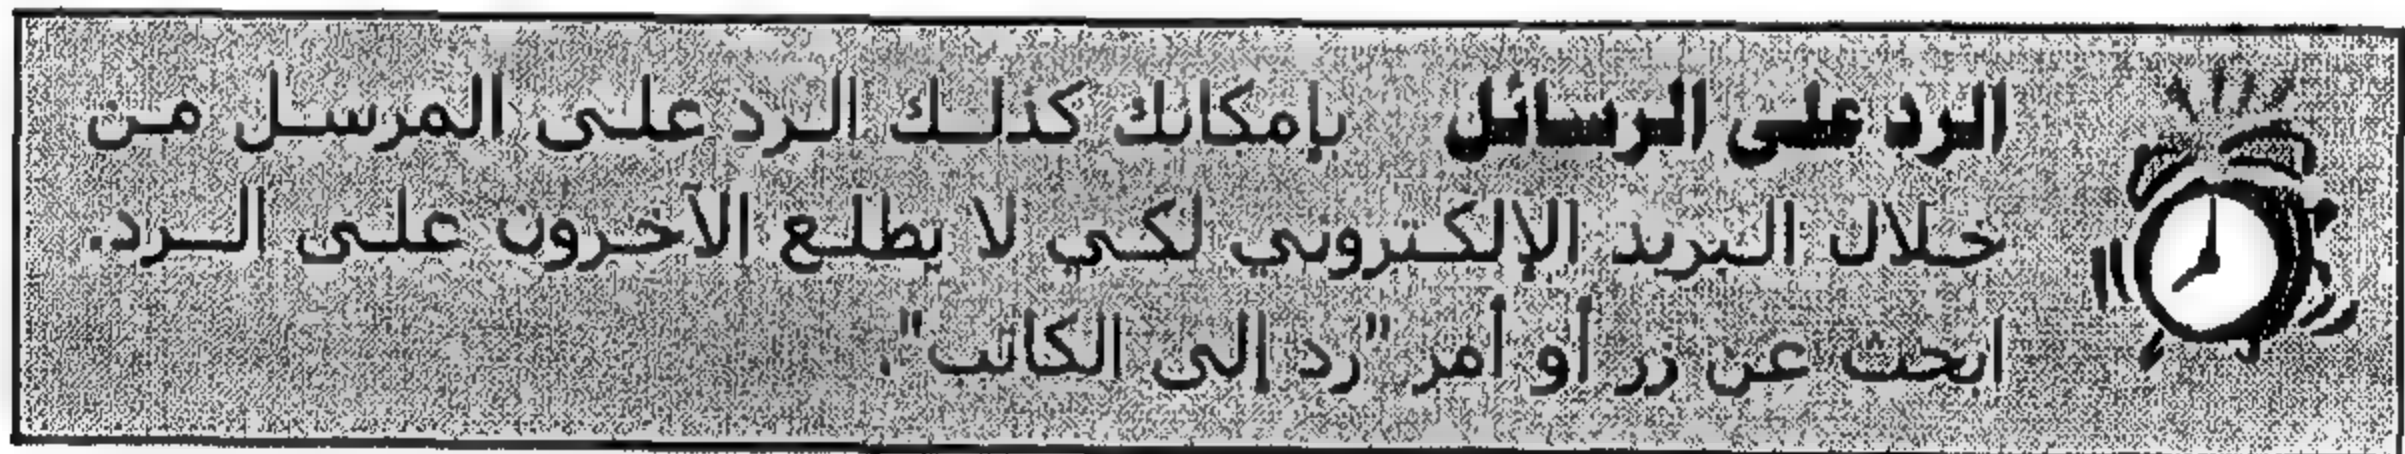 الرد على الرسائل بإمكانك كذلك الرد على المرسل من
خلال البريد الإلكتروني لكي لا يطلع الآخرون على الرد.
ابحث عن زر أو أمر "رد إلى الكاتب".